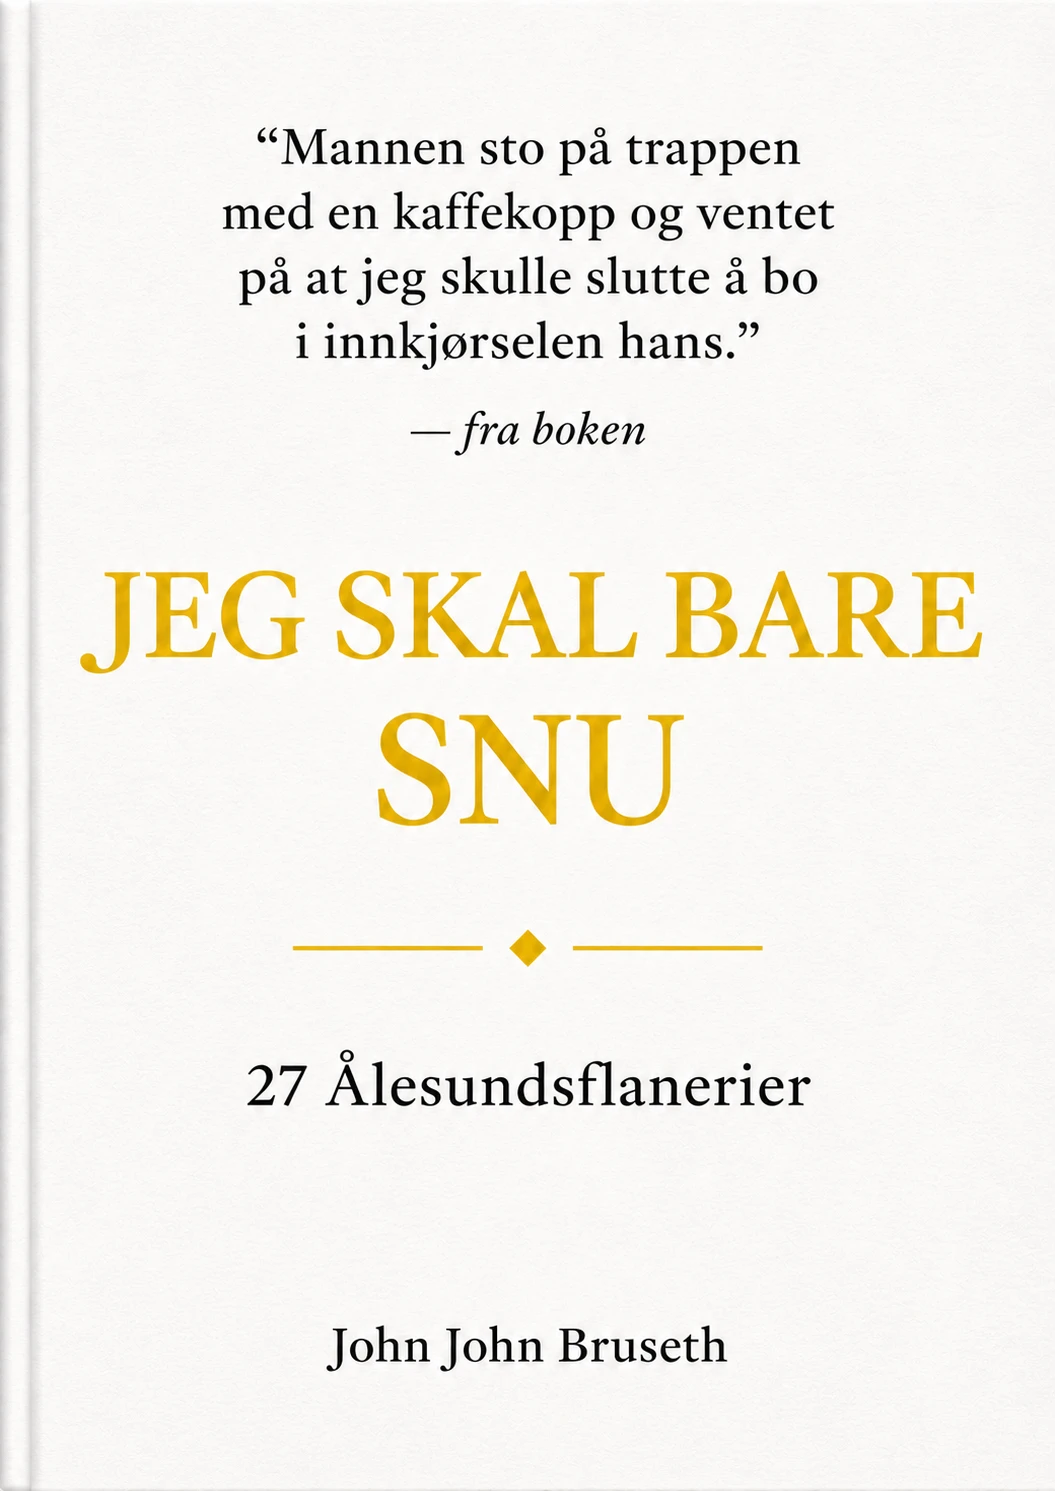 “Mannen sto på trappen
med en kaffekopp og ventet
på at jeg skulle slutte å bo
i innkjørselen hans.”
— fra boken
JEG SKAL BARE
SNU
27 Ålesundsflanerier
John John Bruseth